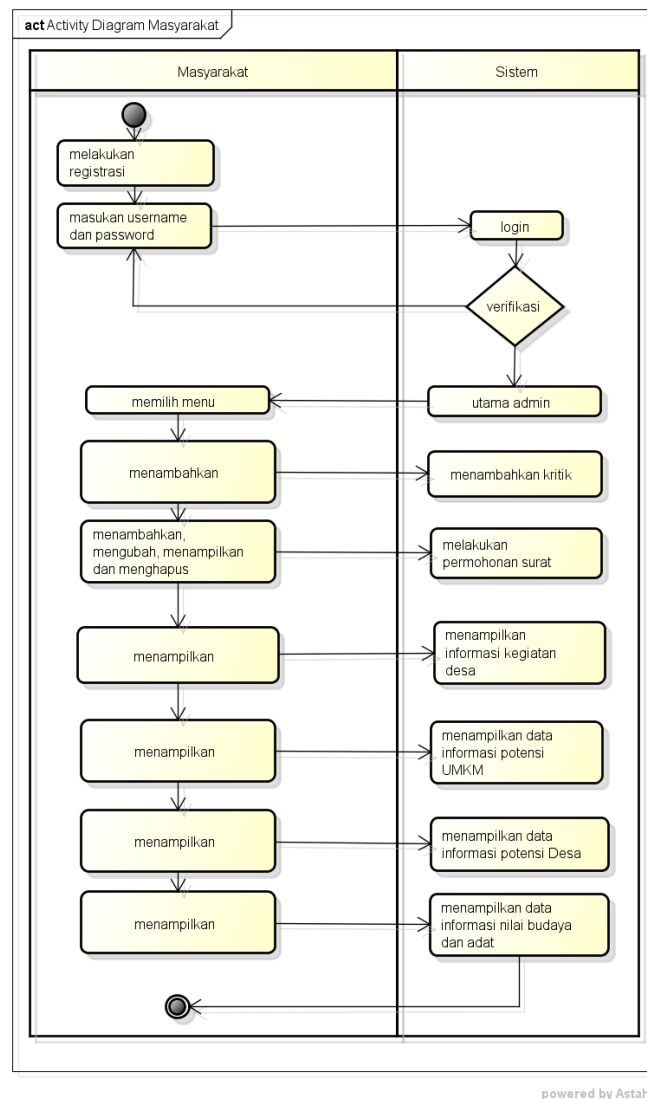 act Activity Diagram Masyarakat
Masyarakat
Sistem
melakukan
registrasi
masukan username
dan password
login
verifikasi
memilih menu
utama admin
menambahkan
menambahkan kritik
menambahkan,
mengubah, menampilkan
dan menghapus
melakukan
permohonan surat
menampilkan
menampilkan
informasi kegiatan
desa
menampilkan
menampilkan data
informasi potensi
UMKM
menampilkan
menampilkan data
informasi potensi Desa
menampilkan
menampilkan data
informasi nilai budaya
dan adat
powered by Astah